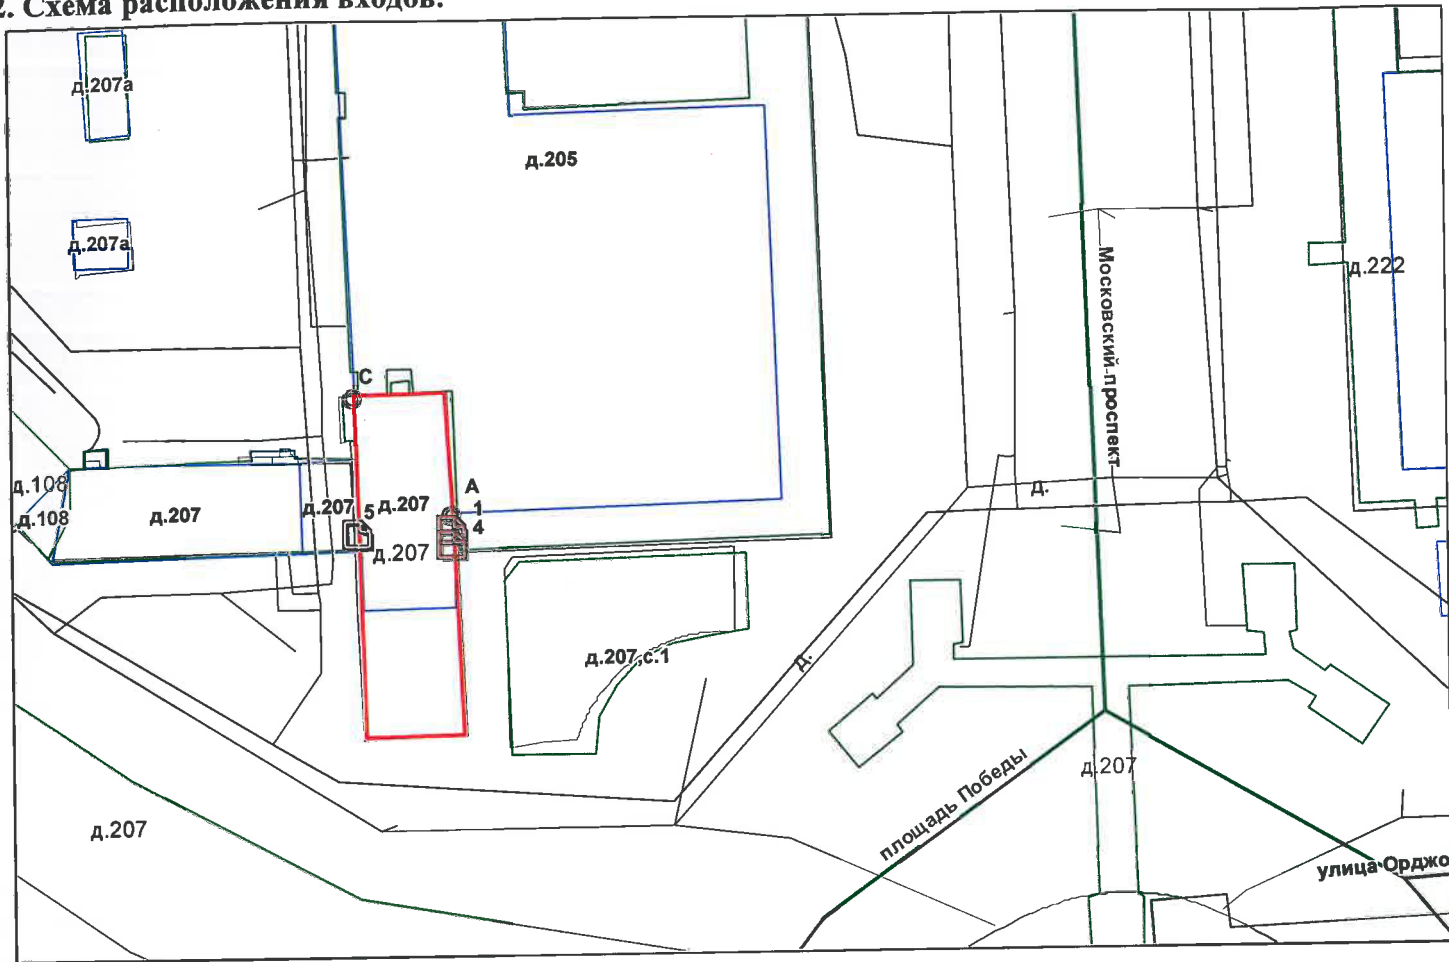 2. Схема расположения входов.
д.207а
д.205
д.207а
д.222
Московский-проспект
С
д.108
д.108
д.207
д.207
5
д.207
А
1
4
д.207
д.
д.207,с.1
д.
площадь Победы
д.207
д.207
улица Орджо